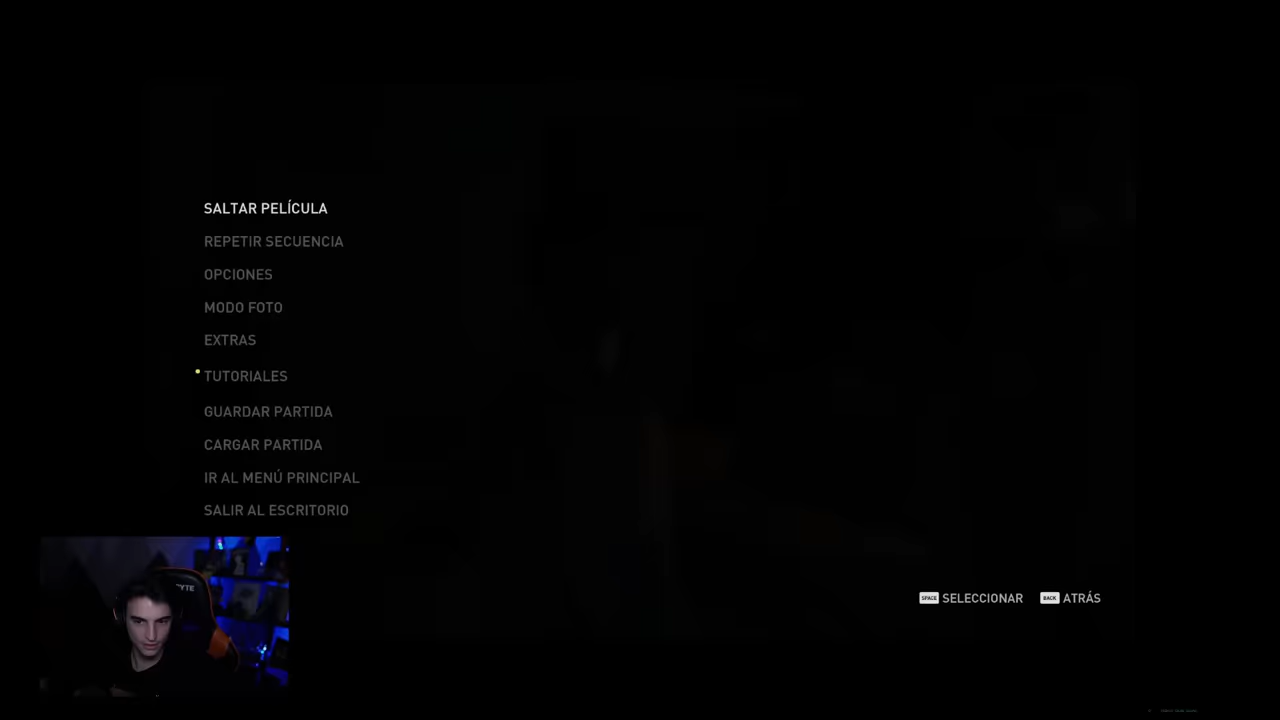 SALTAR PELÍCULA
REPETIR SECUENCIA
OPCIONES
MODO FOTO
EXTRAS
TUTORIALES
GUARDAR PARTIDA
CARGAR PARTIDA
IR AL MENÚ PRINCIPAL
SALIR AL ESCRITORIO
YTE
SPACE SELECCIONAR BACK ATRÁS